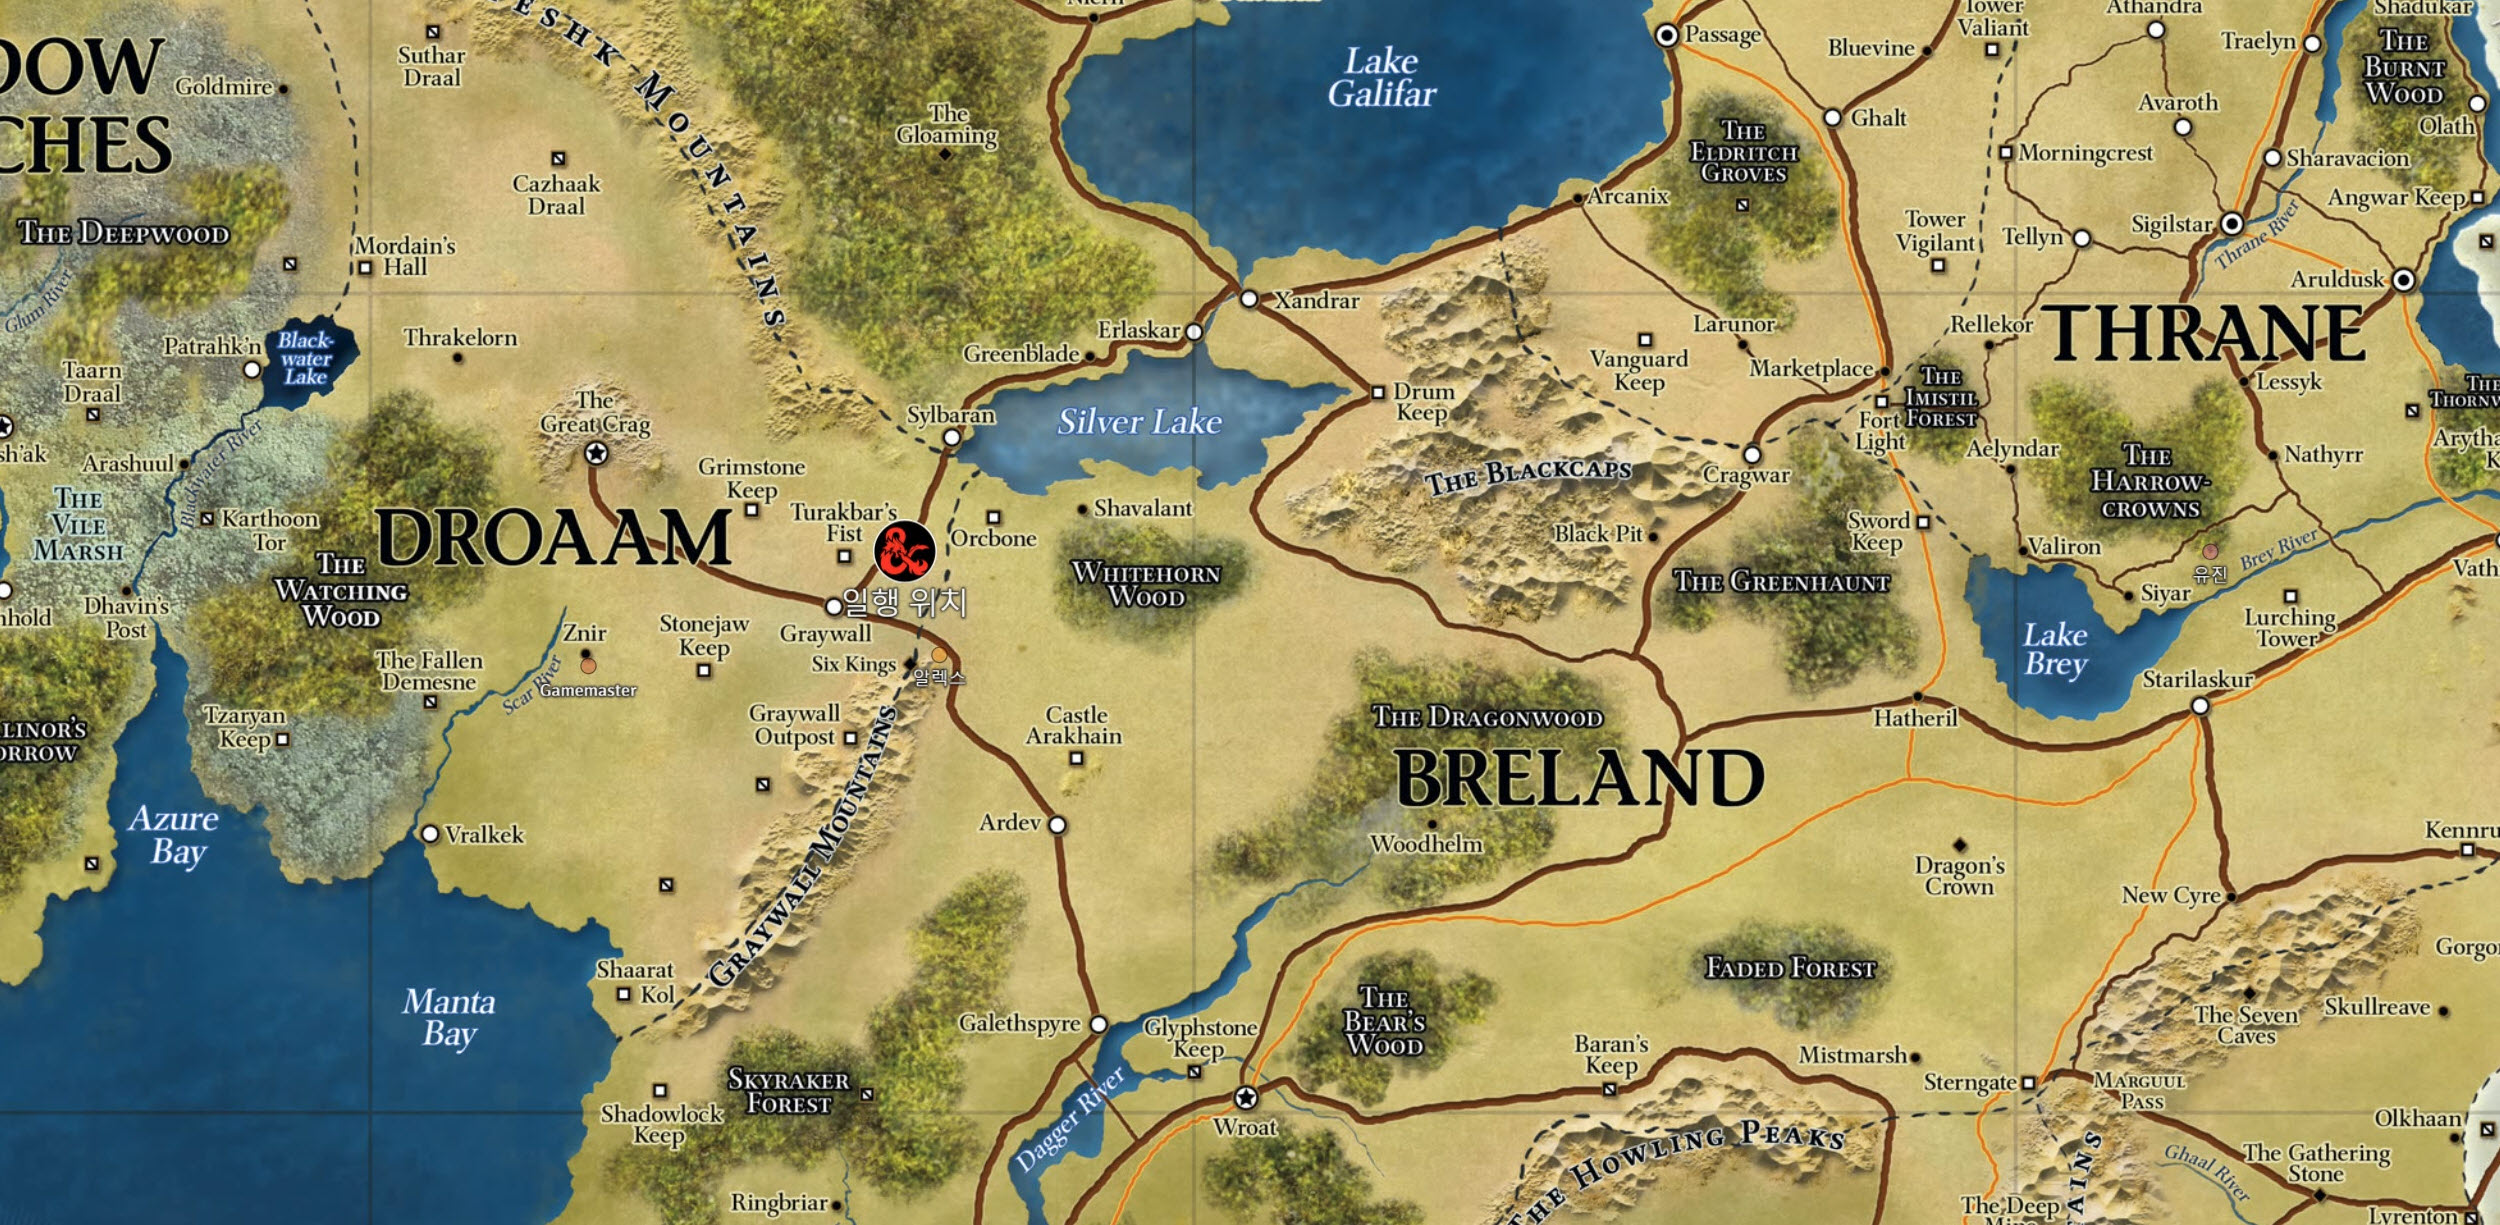 Suthar
Draal
Goldmire
ESHK MOUNTAINS
Cazhaak
Draal
The
Gloaming
Lake
Galifar
Passage
Bluevine
Tower
Valiant
Athandra
Traelyn
Shadukar
THE
BURNT
WOOD
Avaroth
Olath
Ghalt
THE
ELDRITCH
GROVES
Morningcrest
Sharavacion
Angwar Keep
Arcanix
Tower
Vigilant
Tellyn
Sigilstar
Thrane River
Aruldusk
THE DEEPWOOD
Glum River
Mordain's
Hall
Xandrar
Erlaskar
Greenblade
Larunor
Rellekor
THRANE
Patrahk'n
Black-
water
Lake
Thrakelorn
Taarn
Draal
Vanguard
Keep
Marketplace
THE
IMISTIL
FOREST
Lessyk
Drum
Keep
The
Great Crag
Sylbaran
Silver Lake
Fort
Light
Arashuul
Blackwater River
Grimstone
Keep
THE BLACKCAPS
Cragwar
Aelyndar
THE
HARROW-
CROWNS
Nathyrr
THE
VILE
MARSH
Karthoon
Tor
DROAAM
Turakbar's
Fist
Orcbone
Shavalant
Black Pit
Sword
Keep
Valiron
유진
Brey River
THE
WATCHING
WOOD
WHITEHORN
WOOD
THE GREENHAUNT
Siyar
Dhavin's
Post
일행 위치
Graywall
Lurching
Tower
Znir
Stonejaw
Keep
Six Kings
알렉스
Lake
Brey
The Fallen
Demesne
Scar River
Gamemaster
Starilaskur
Tzaryan
Keep
Graywall
Outpost
Castle
Arakhain
THE DRAGONWOOD
Hatheril
BRELAND
GRAYWALL MOUNTAINS
Azure
Bay
Vralkek
Ardev
Woodhelm
Dragon's
Crown
New Cyre
Shaarat
Kol
Manta
Bay
FADED FOREST
Galethspyre
Glyphstone
Keep
THE
BEAR'S
WOOD
Baran's
Keep
Mistmarsh
The Seven
Caves
Skullreave
SKYRAKER
FOREST
Sterngate
MARGUUL
PASS
Shadowlock
Keep
Dagger River
Wroat
THE HOWLING PEAKS
Olkhaan
The Gathering
Stone
Ghaal River
Ringbriar
The Deep
Lyrenton